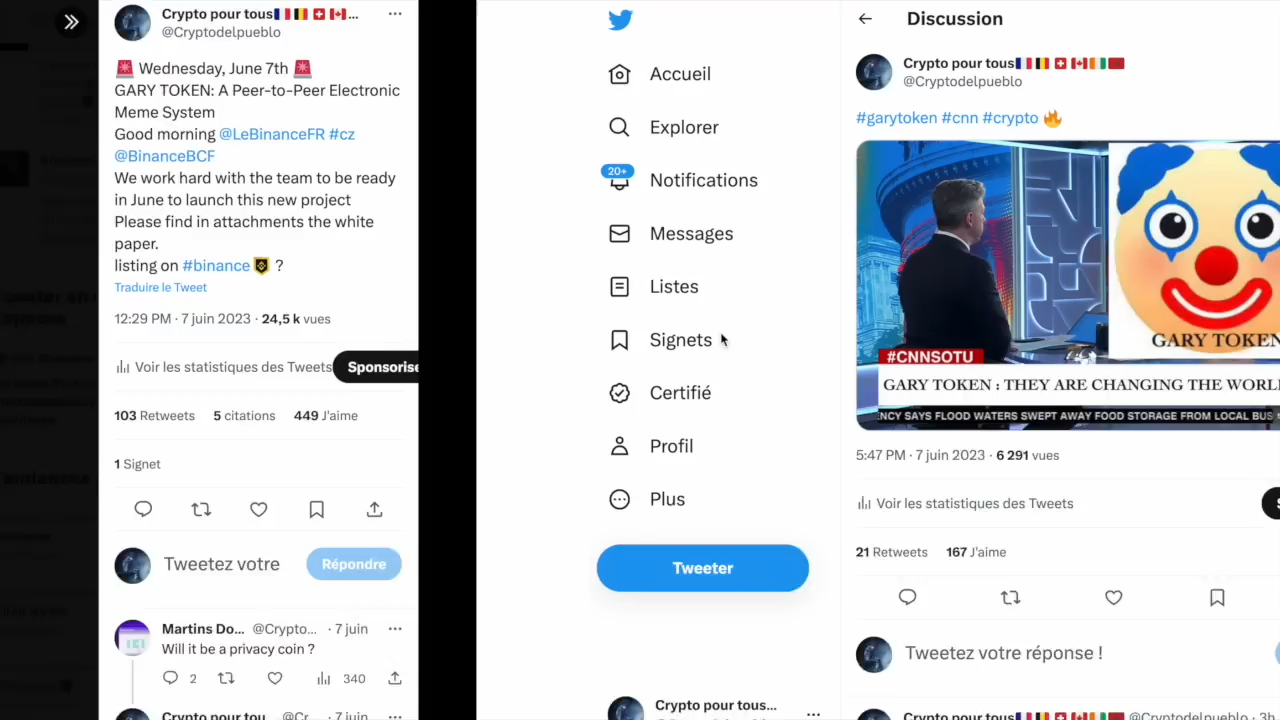 Crypto pour tous🇫🇷 🇧🇪 🇨🇭 🇨🇦...
@Cryptodelpueblo
🚨 Wednesday, June 7th 🚨
GARY TOKEN: A Peer-to-Peer Electronic
Meme System
Good morning @LeBinanceFR #cz
@BinanceBCF
We work hard with the team to be ready
in June to launch this new project
Please find in attachments the white
paper.
listing on #binance ?
Traduire le Tweet
12:29 PM · 7 juin 2023 · 24,5 k vues
Voir les statistiques des Tweets
Sponsorise
103 Retweets 5 citations 449 J'aime
1 Signet
Tweetez votre
Répondre
Martins Do... @Crypto... · 7 juin
Will it be a privacy coin ?
2 340
Crypto pour tou... @Cr... · 7 juin
Accueil
Explorer
20+
Notifications
Messages
Listes
Signets
Certifié
Profil
Plus
Tweeter
Crypto pour tous...
Discussion
Crypto pour tous🇫🇷 🇧🇪 🇨🇭 🇨🇦 🇨🇮 🇲🇦
@Cryptodelpueblo
#garytoken #cnn #crypto 🔥
GARY TOKEN
#CNNSOTU
GARY TOKEN : THEY ARE CHANGING THE WORL
NCY SAYS FLOOD WATERS SWEPT AWAY FOOD STORAGE FROM LOCAL BUS
5:47 PM · 7 juin 2023 · 6 291 vues
Voir les statistiques des Tweets
S
21 Retweets 167 J'aime
Tweetez votre réponse !
Crypto pour tous🇫🇷 🇧🇪 🇨🇭 🇨🇦 🇨🇮 🇲🇦 @Cryptodelpueblo · 3h